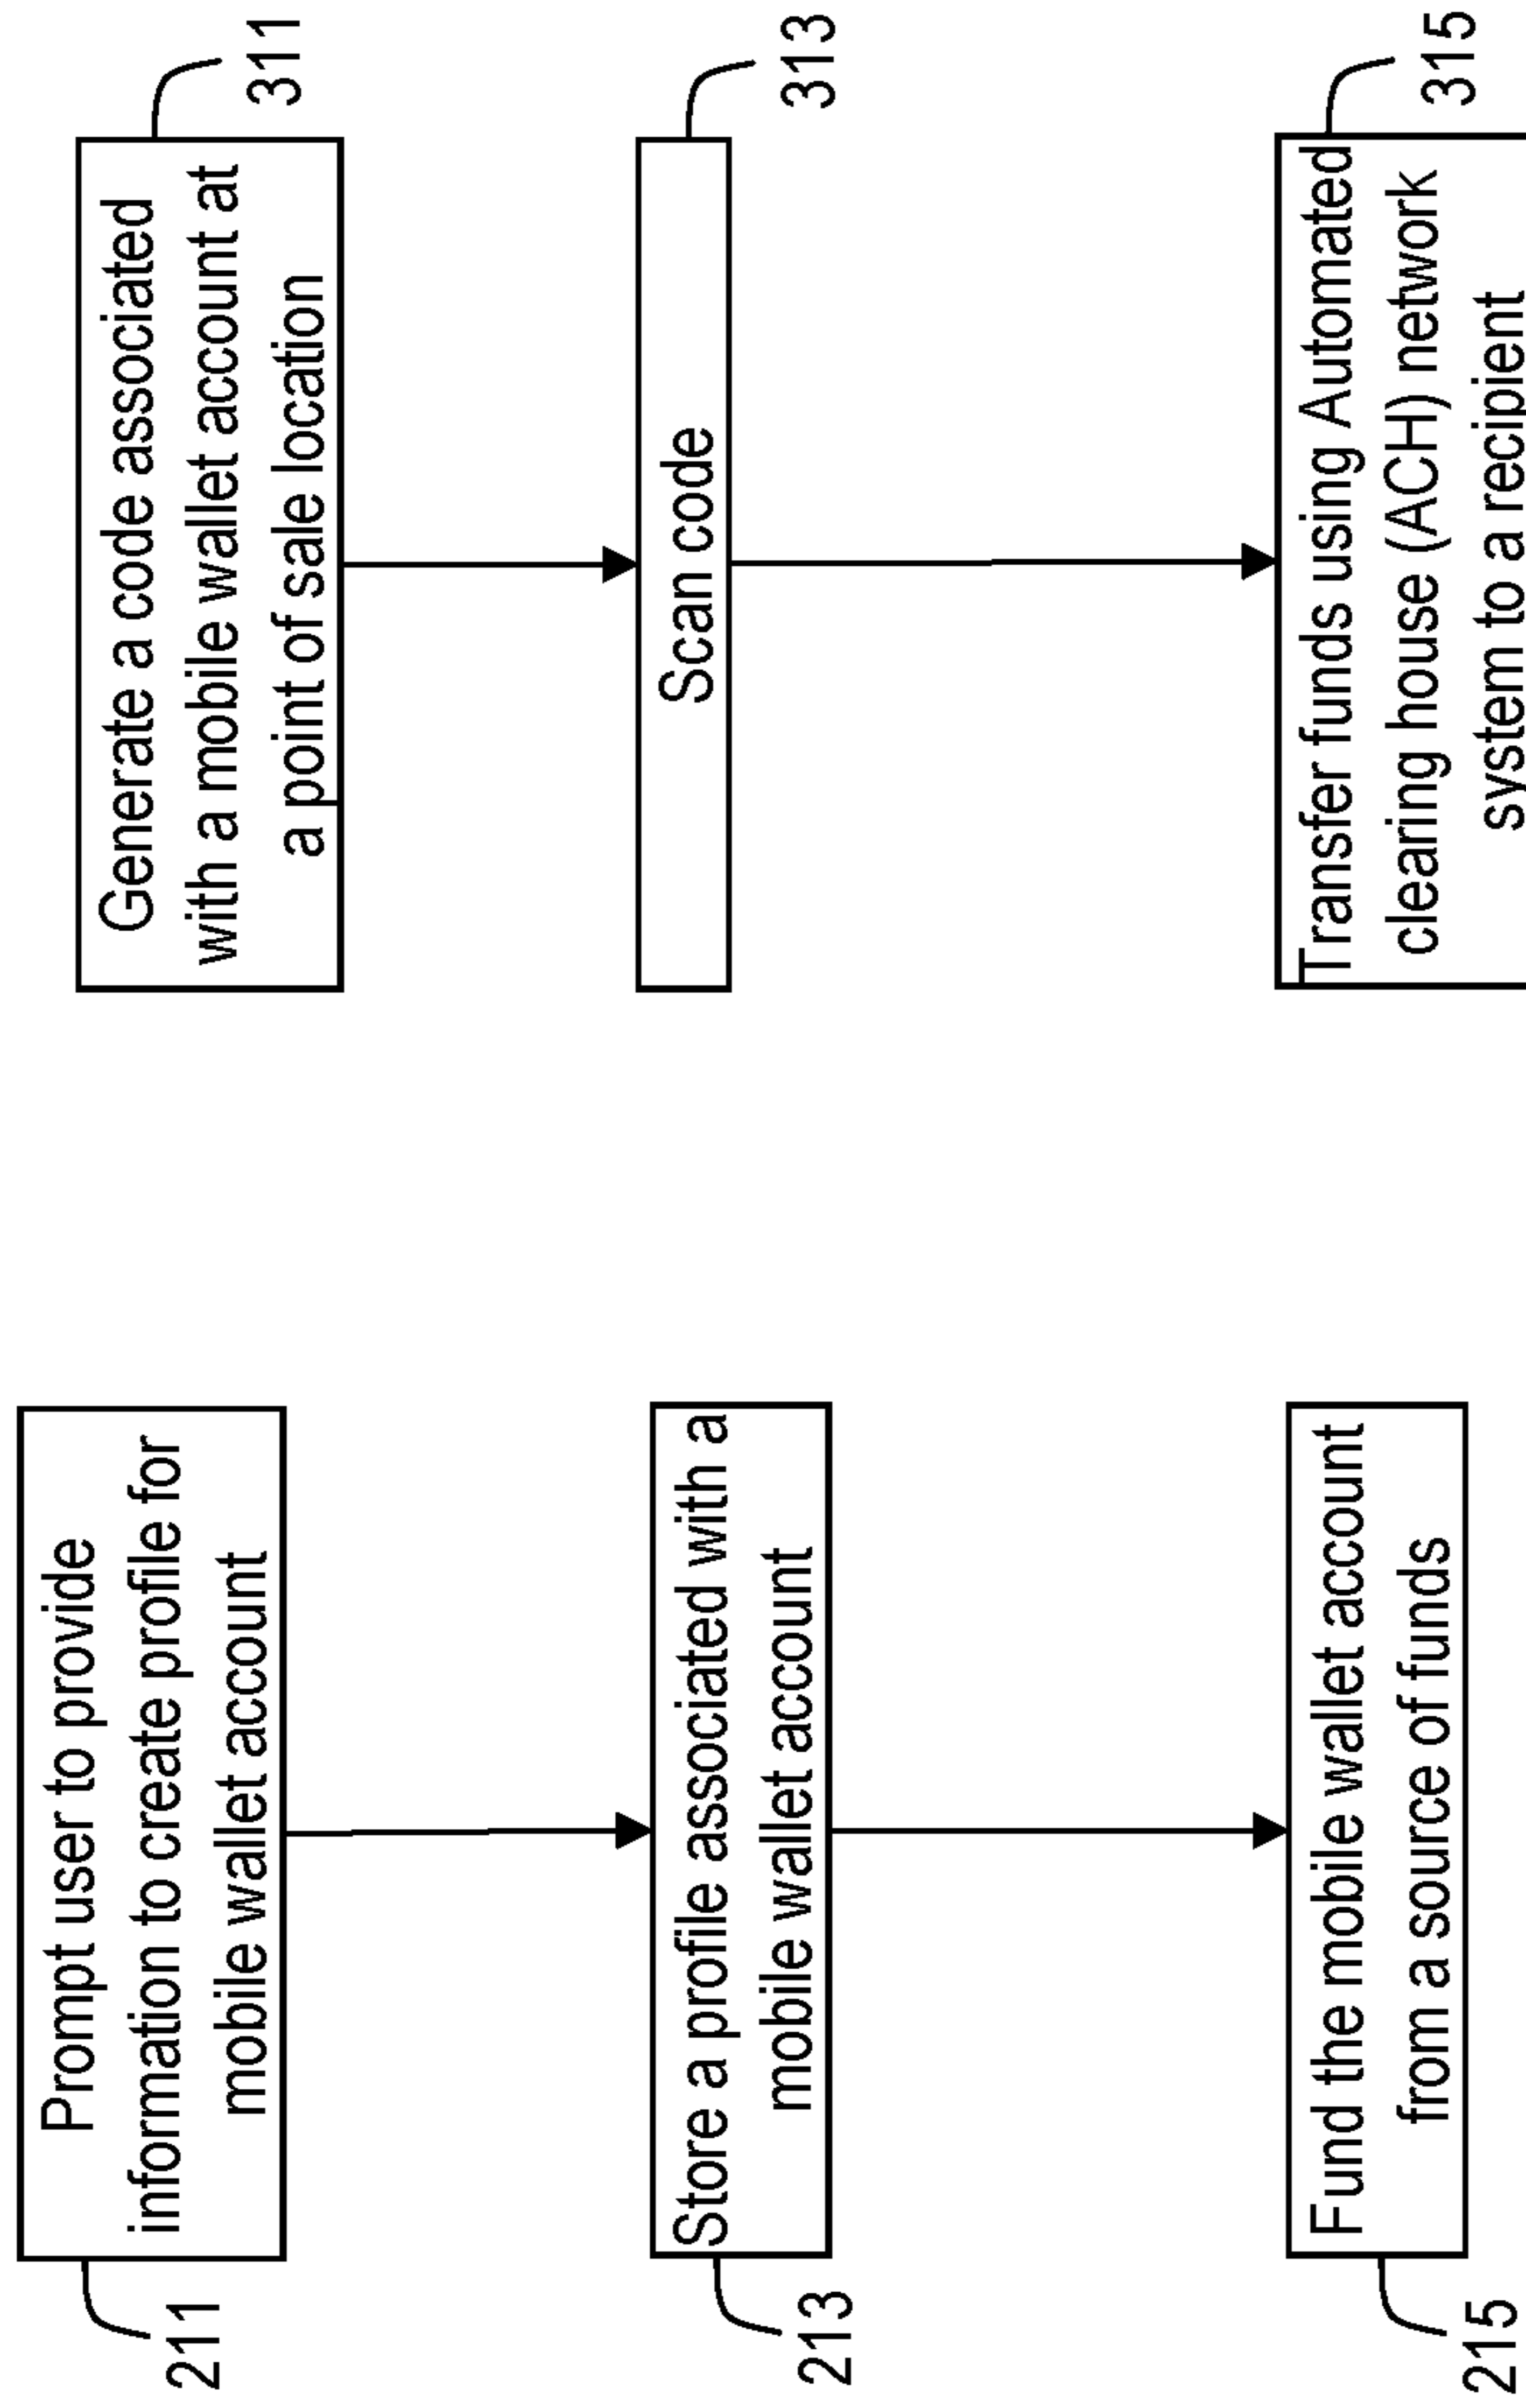 211
Prompt user to provide
information to create profile for
mobile wallet account
213
Store a profile associated with a
mobile wallet account
215
Fund the mobile wallet account
from a source of funds
Generate a code associated
with a mobile wallet account at
a point of sale location
311
Scan code
313
Transfer funds using Automated
clearing house (ACH) network
system to a recipient
315